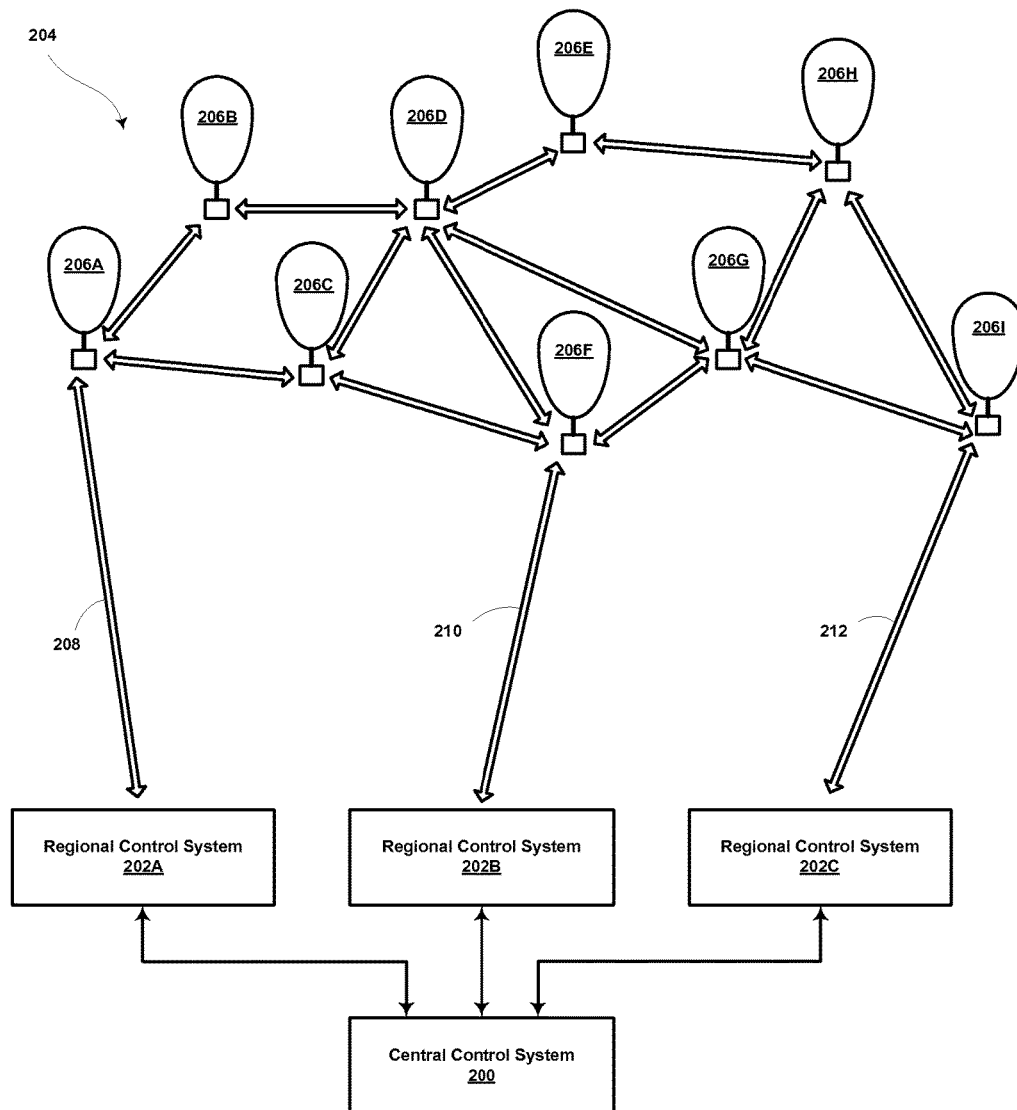 204
206E
206H
206B
206D
206A
206C
206G
206F
206I
208
210
212
Regional Control System
202A
Regional Control System
202B
Regional Control System
202C
Central Control System
200